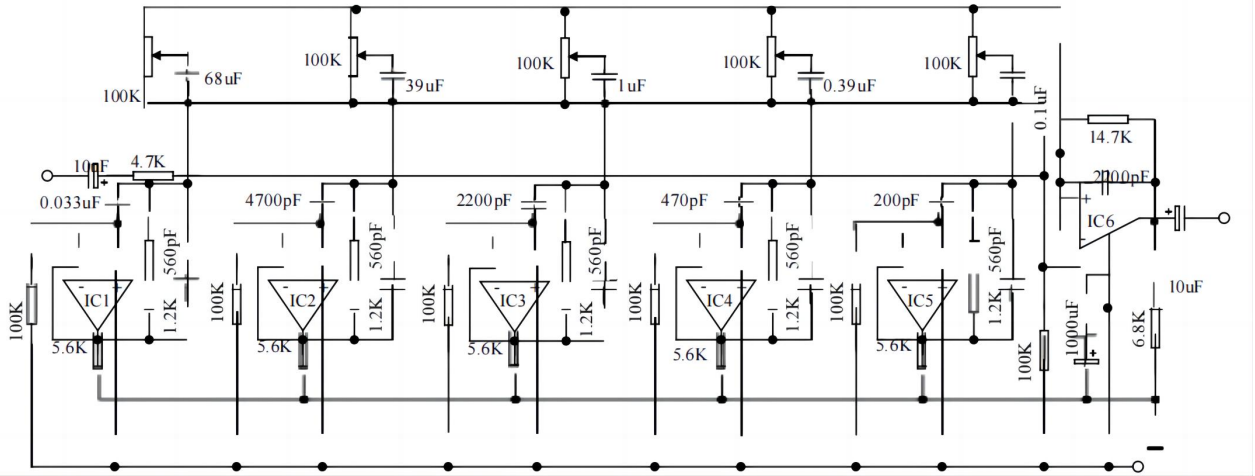 100K
68uF
100K
39uF
100K
1uF
100K
0.39uF
100K
0.1uF
14.7K
4.7K
0.033uF
4700pF
2200pF
470pF
200pF
+
IC6
-
+
560pF
560pF
560pF
560pF
560pF
100K
IC1
1.2K
100K
IC2
1.2K
100K
IC3
1.2K
100K
IC4
1.2K
100K
IC5
1.2K
10uF
5.6K
5.6K
5.6K
5.6K
5.6K
100K
1000uF
+
6.8K